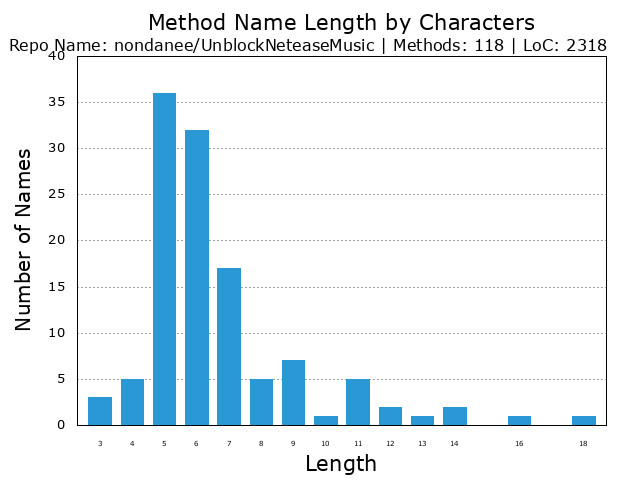 Method Name Length by Characters
Repo Name: nondanee/UnblockNeteaseMusic | Methods: 118 | LoC: 2318
40
35
30
25
20
15
10
5
0
Number of Names
3 4 5 6 7 8 9 10 11 12 13 14 16 18
Length